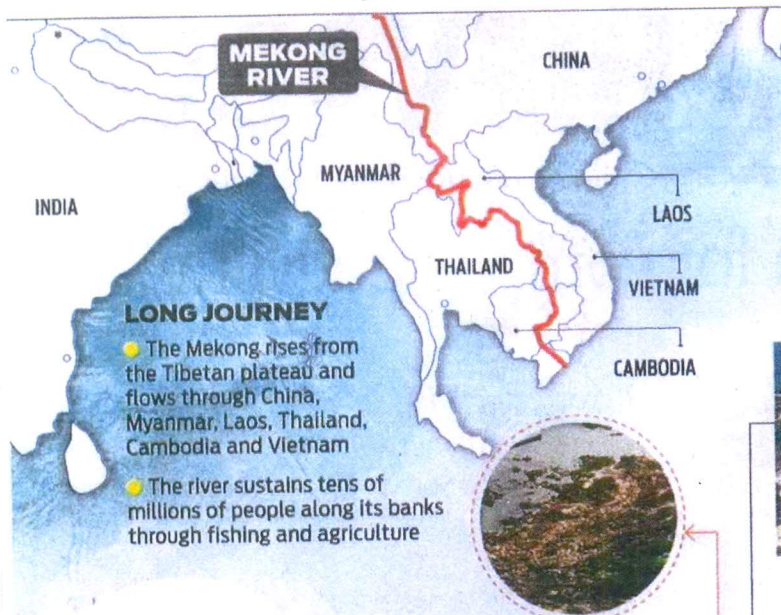 MEKONG
RIVER
CHINA
MYANMAR
INDIA
LAOS
THAILAND
VIETNAM
CAMBODIA
LONG JOURNEY
The Mekong rises from
the Tibetan plateau and
flows through China,
Myanmar, Laos, Thailand,
Cambodia and Vietnam
The river sustains tens of
millions of people along its banks
through fishing and agriculture